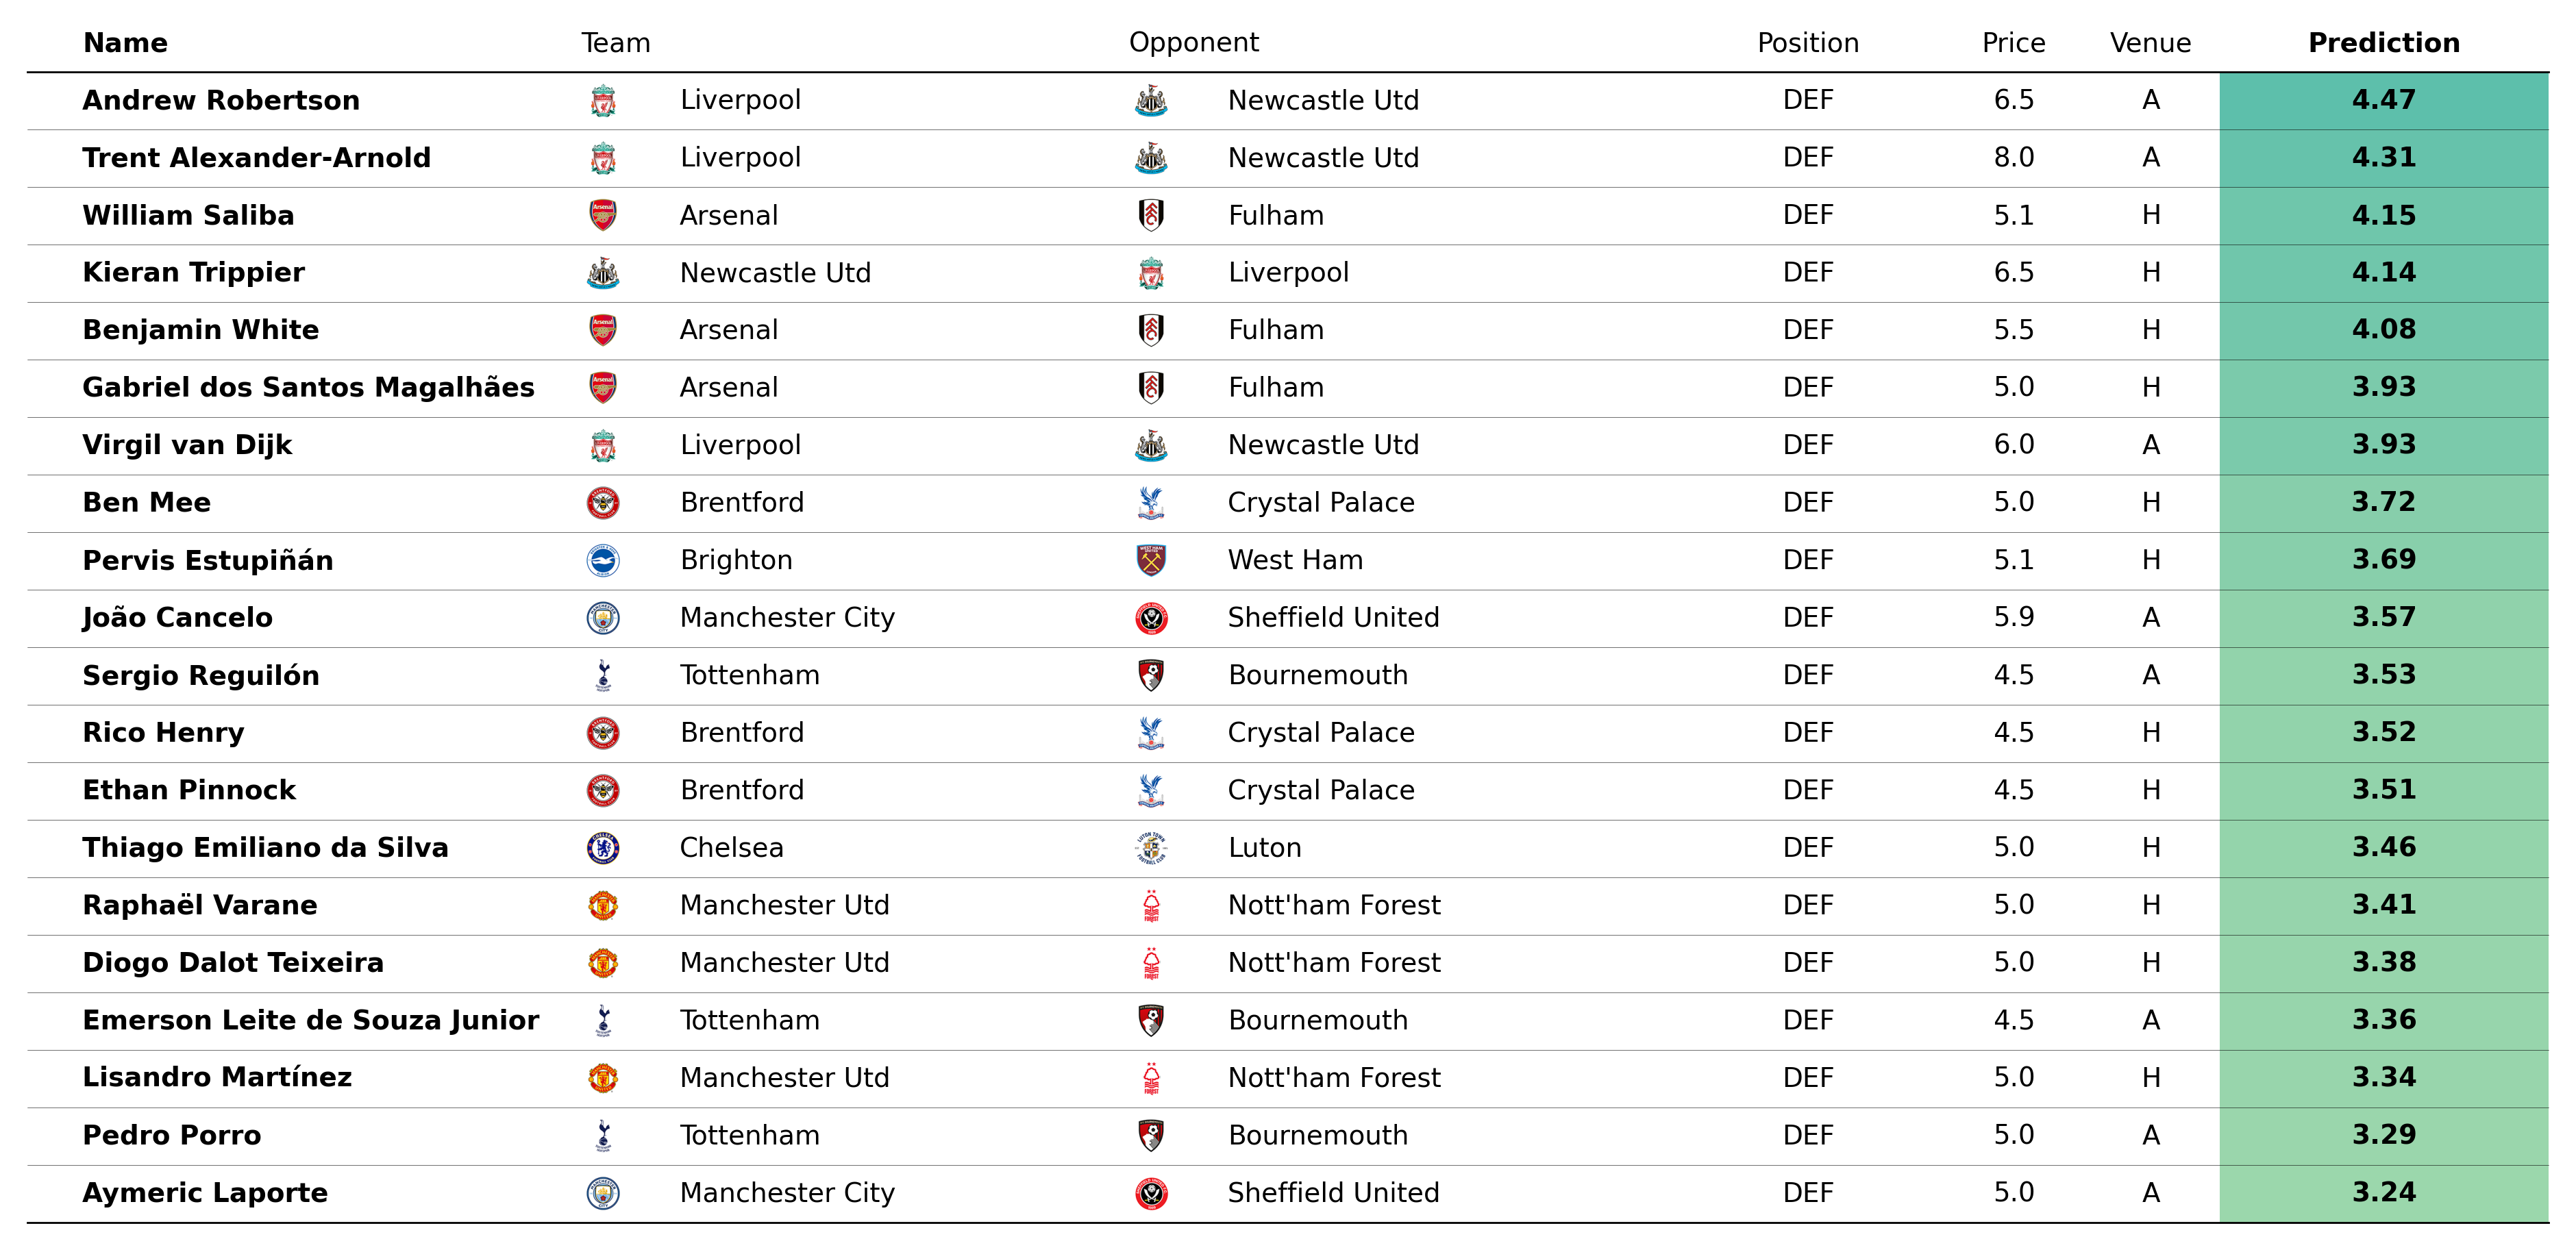 Name Team Opponent Position Price Venue Prediction
Andrew Robertson Liverpool Newcastle Utd DEF 6.5 A 4.47
Trent Alexander-Arnold Liverpool Newcastle Utd DEF 8.0 A 4.31
William Saliba Arsenal Fulham DEF 5.1 H 4.15
Kieran Trippier Newcastle Utd Liverpool DEF 6.5 H 4.14
Benjamin White Arsenal Fulham DEF 5.5 H 4.08
Gabriel dos Santos Magalhães Arsenal Fulham DEF 5.0 H 3.93
Virgil van Dijk Liverpool Newcastle Utd DEF 6.0 A 3.93
Ben Mee Brentford Crystal Palace DEF 5.0 H 3.72
Pervis Estupiñán Brighton West Ham DEF 5.1 H 3.69
João Cancelo Manchester City Sheffield United DEF 5.9 A 3.57
Sergio Reguilón Tottenham Bournemouth DEF 4.5 A 3.53
Rico Henry Brentford Crystal Palace DEF 4.5 H 3.52
Ethan Pinnock Brentford Crystal Palace DEF 4.5 H 3.51
Thiago Emiliano da Silva Chelsea Luton DEF 5.0 H 3.46
Raphaël Varane Manchester Utd Nott'ham Forest DEF 5.0 H 3.41
Diogo Dalot Teixeira Manchester Utd Nott'ham Forest DEF 5.0 H 3.38
Emerson Leite de Souza Junior Tottenham Bournemouth DEF 4.5 A 3.36
Lisandro Martínez Manchester Utd Nott'ham Forest DEF 5.0 H 3.34
Pedro Porro Tottenham Bournemouth DEF 5.0 A 3.29
Aymeric Laporte Manchester City Sheffield United DEF 5.0 A 3.24